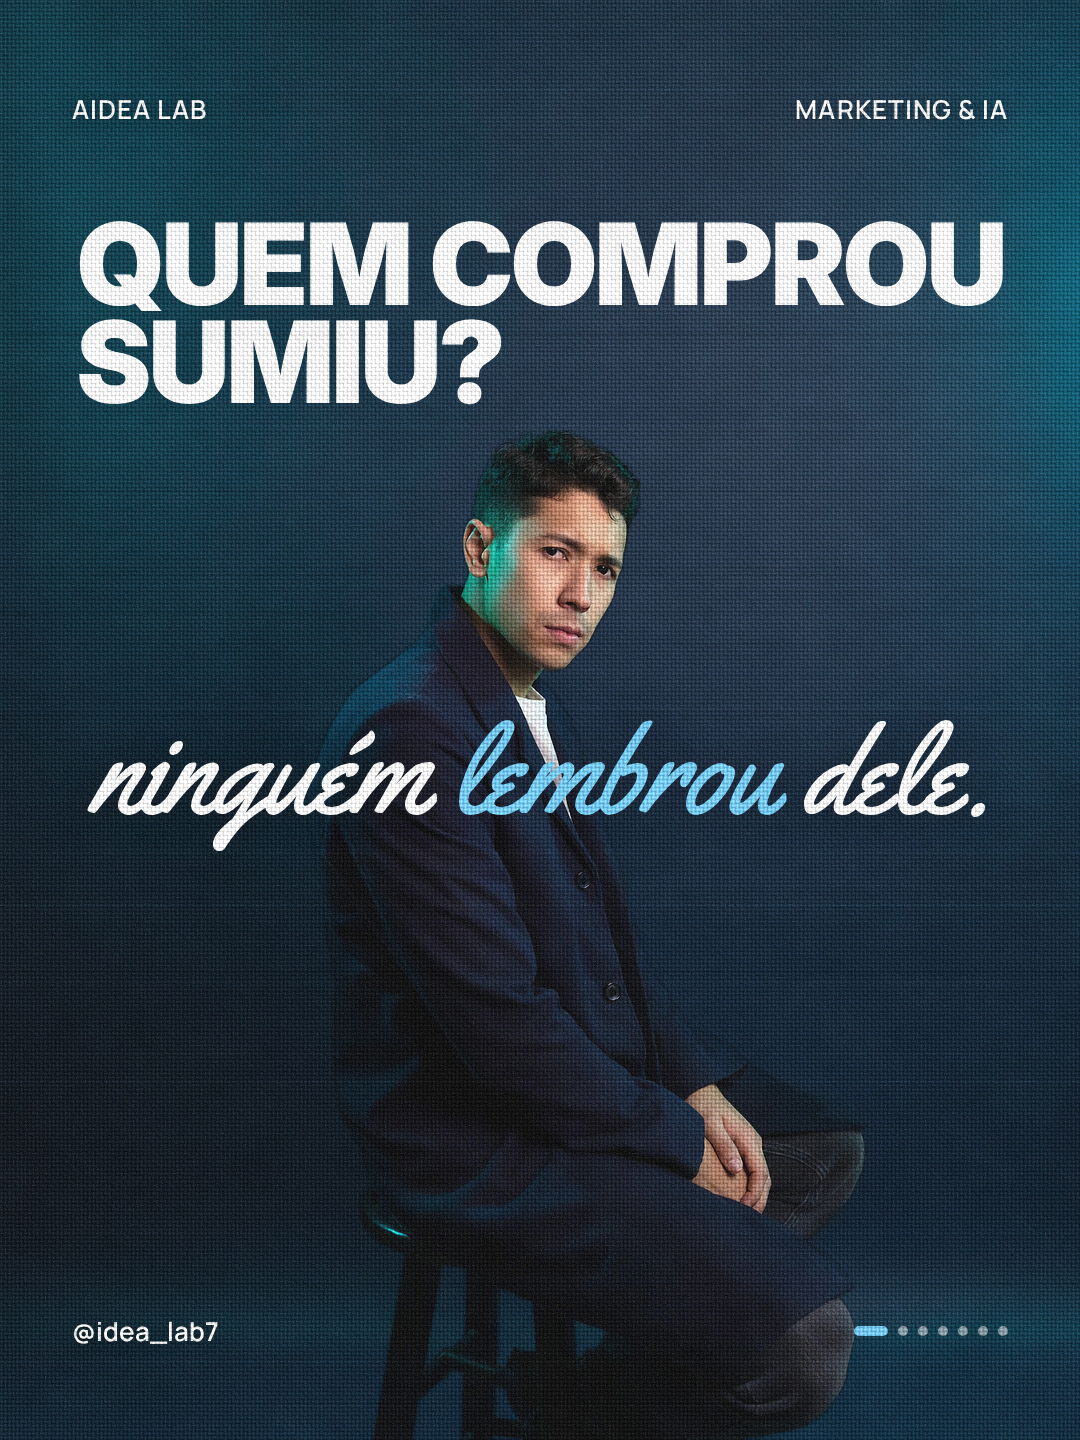 AIDEA LAB
MARKETING & IA
QUEM COMPROU
SUMIU?
ninguém lembrou dele.
@idea_lab7